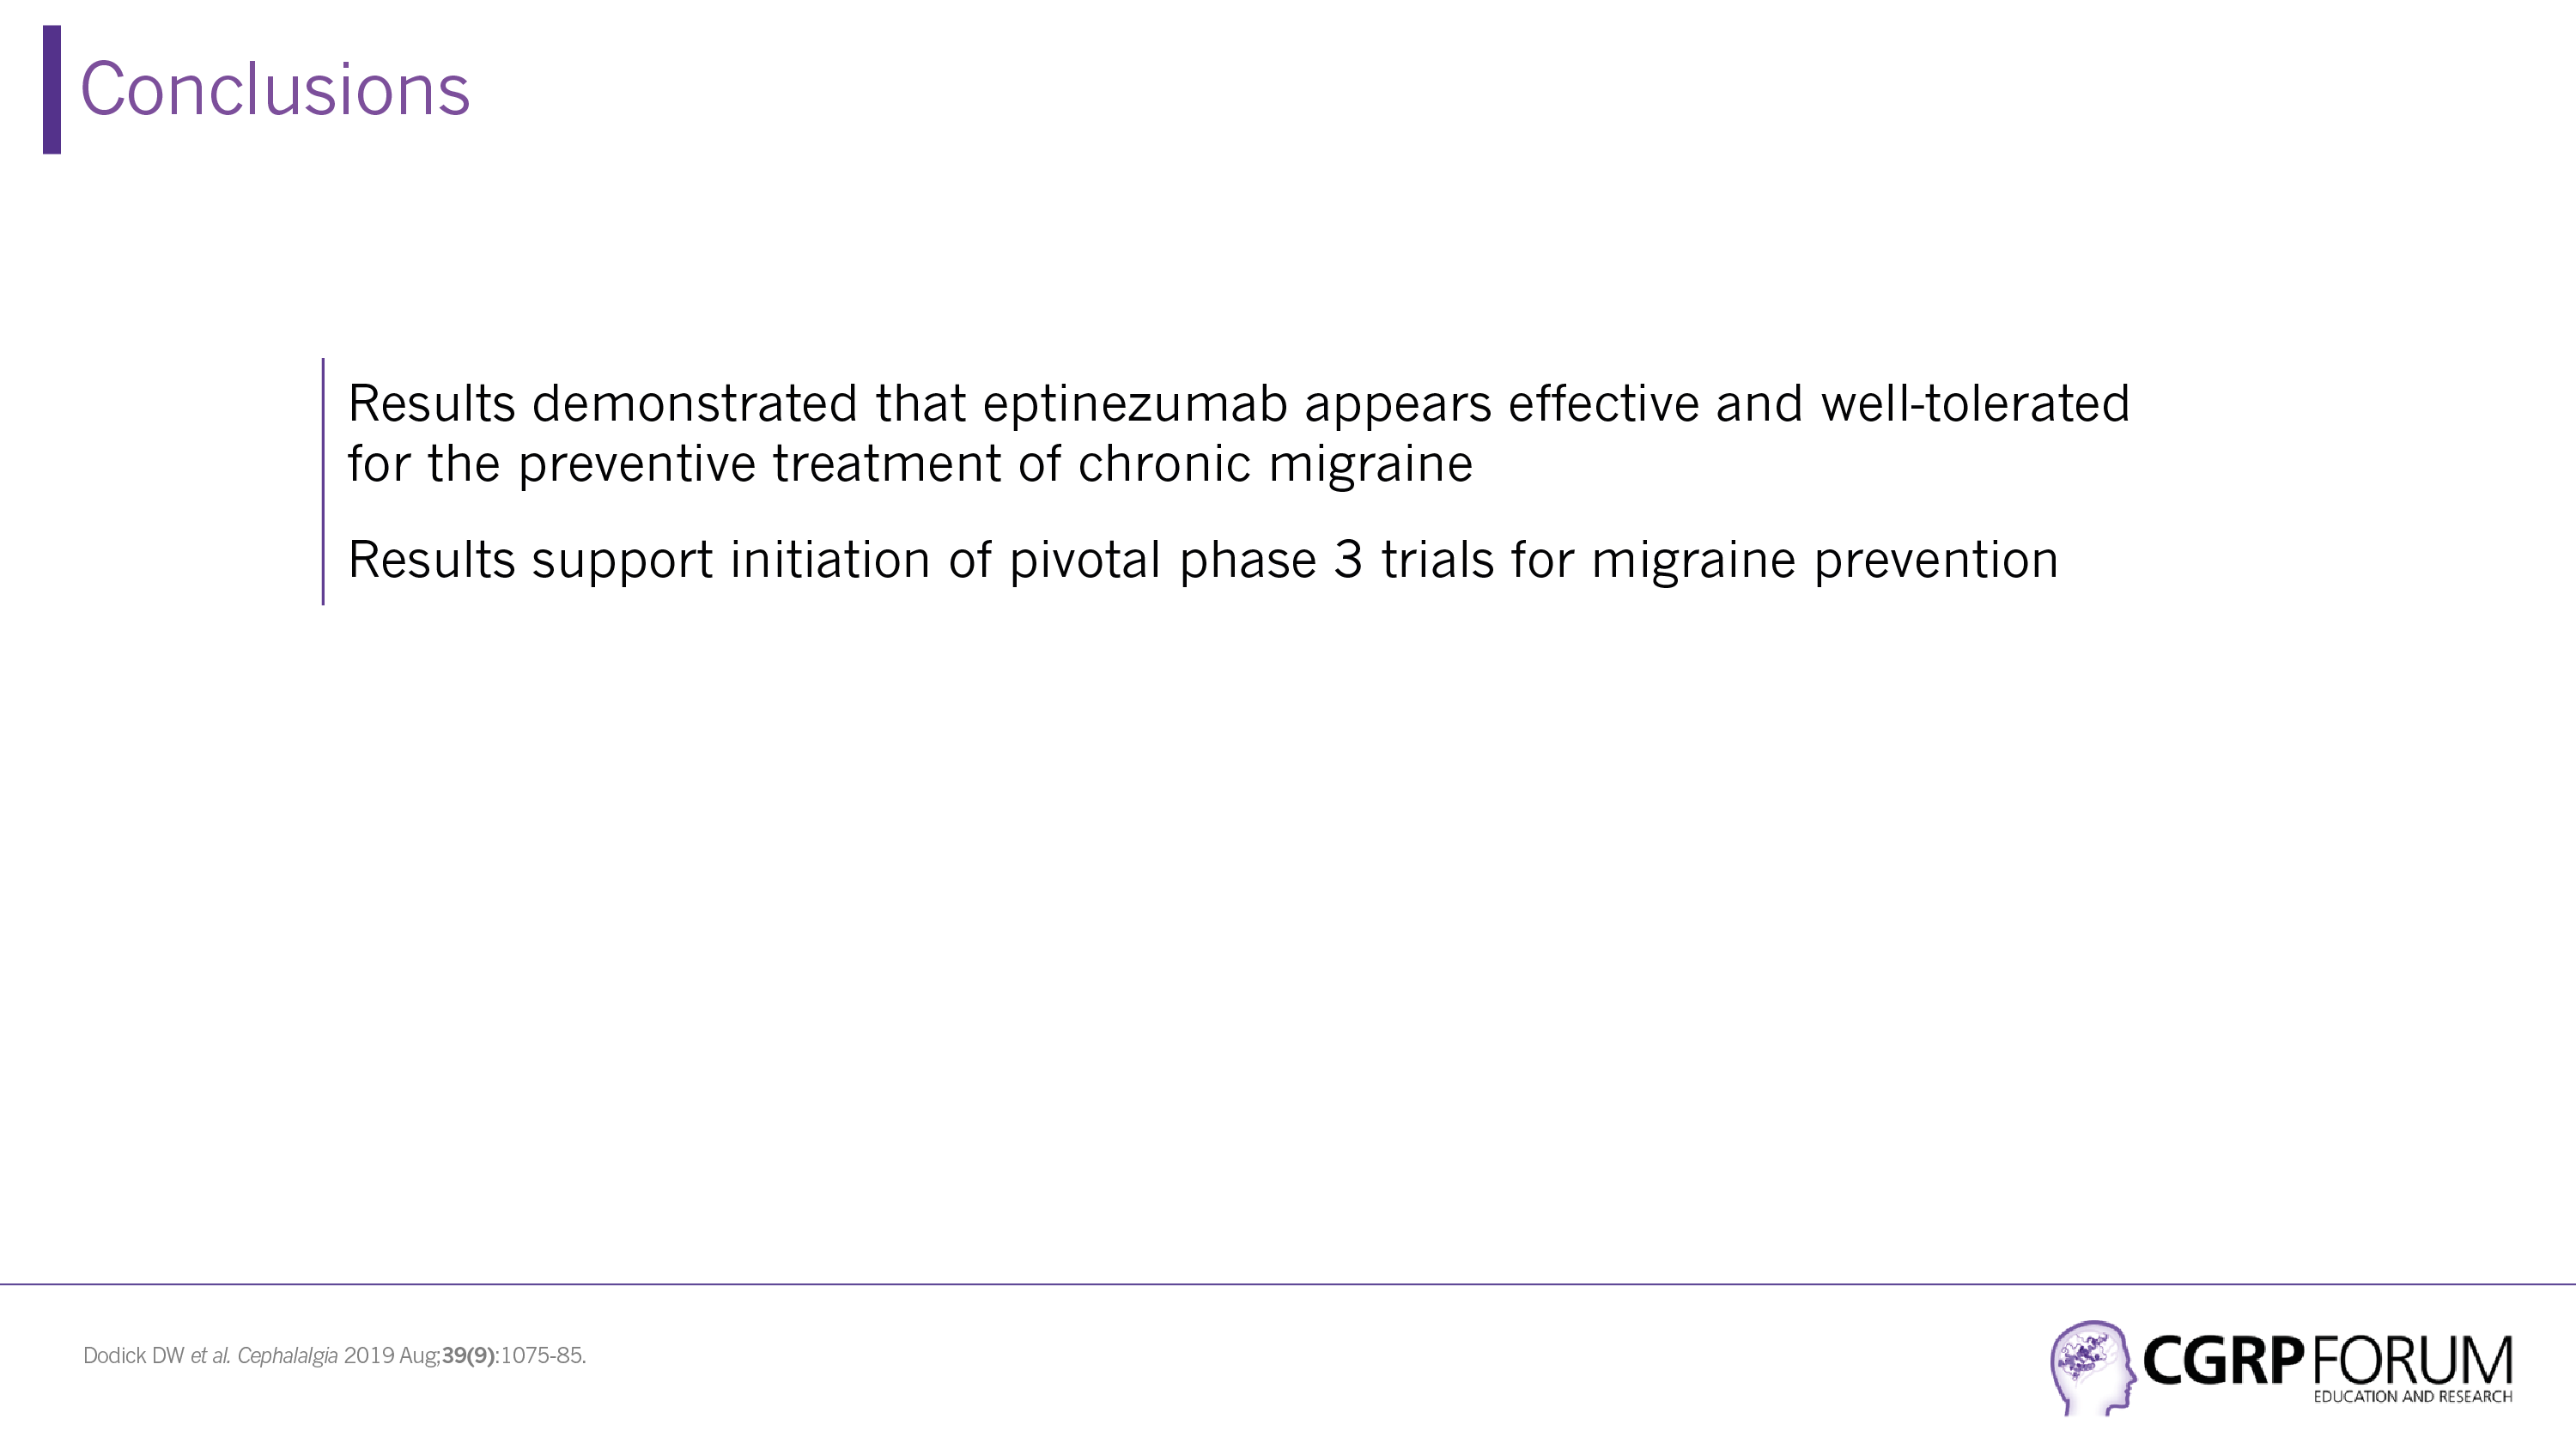 Conclusions
Results demonstrated that eptinezumab appears effective and well-tolerated
for the preventive treatment of chronic migraine
Results support initiation of pivotal phase 3 trials for migraine prevention
Dodick DW et al. Cephalalgia 2019 Aug;39(9):1075-85.
CGRP FORUM
EDUCATION AND RESEARCH